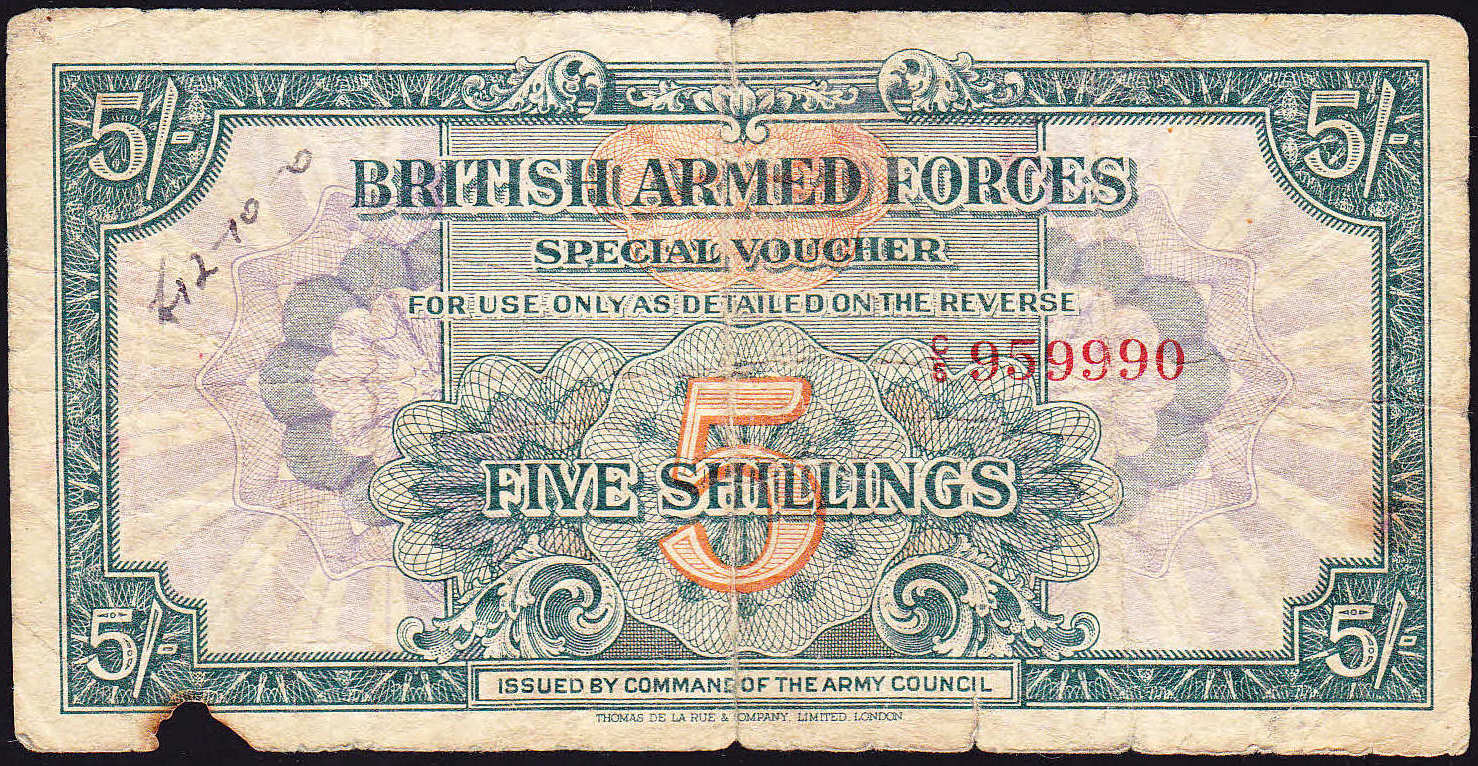 5/-
5/-
£12-10-0
BRITISH ARMED FORCES
SPECIAL VOUCHER
FOR USE ONLY AS DETAILED ON THE REVERSE
C/5 959990
5
FIVE SHILLINGS
5/-
5/-
ISSUED BY COMMAND OF THE ARMY COUNCIL
THOMAS DE LA RUE & COMPANY, LIMITED, LONDON.